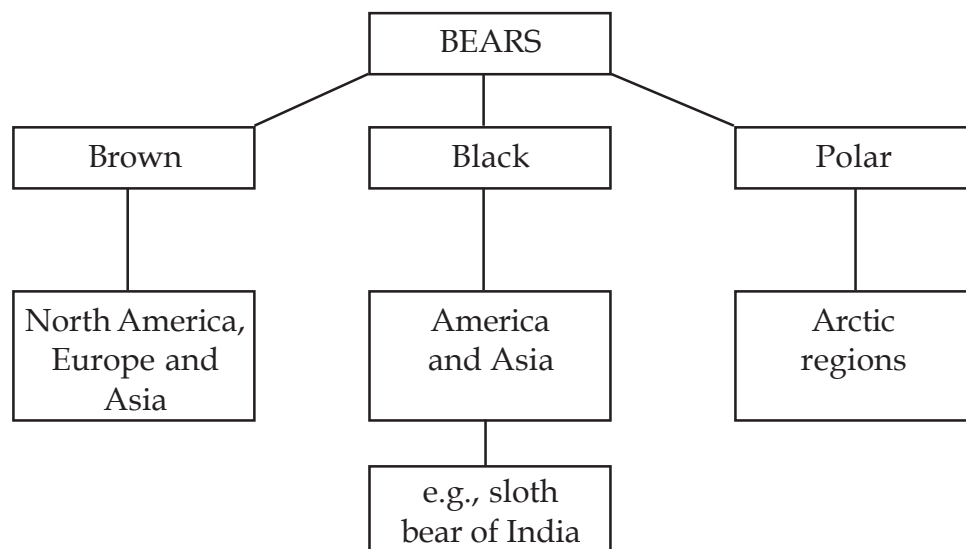 BEARS
Brown
Black
Polar
North America,
Europe and
Asia
America
and Asia
Arctic
regions
e.g., sloth
bear of India